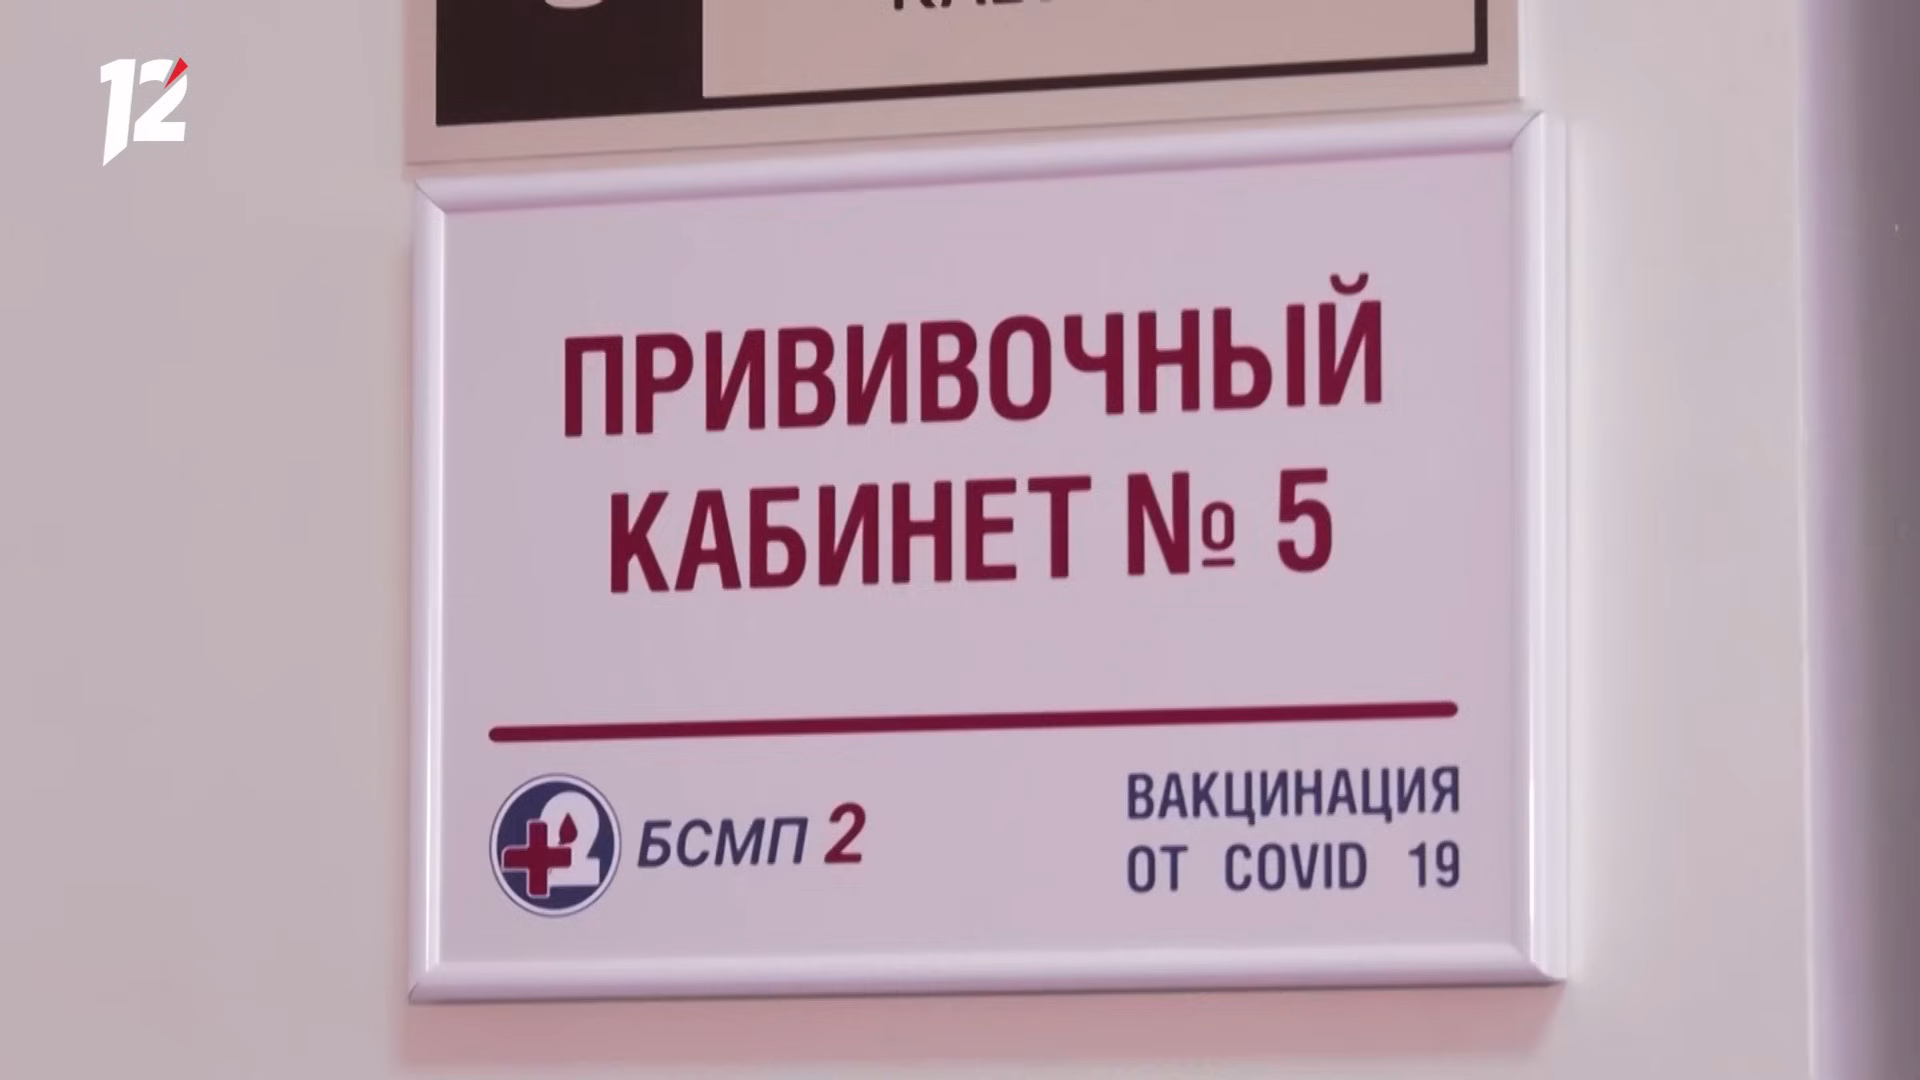 12
ПРИВИВОЧНЫЙ
КАБИНЕТ № 5
БСМП 2
ВАКЦИНАЦИЯ
ОТ COVID 19